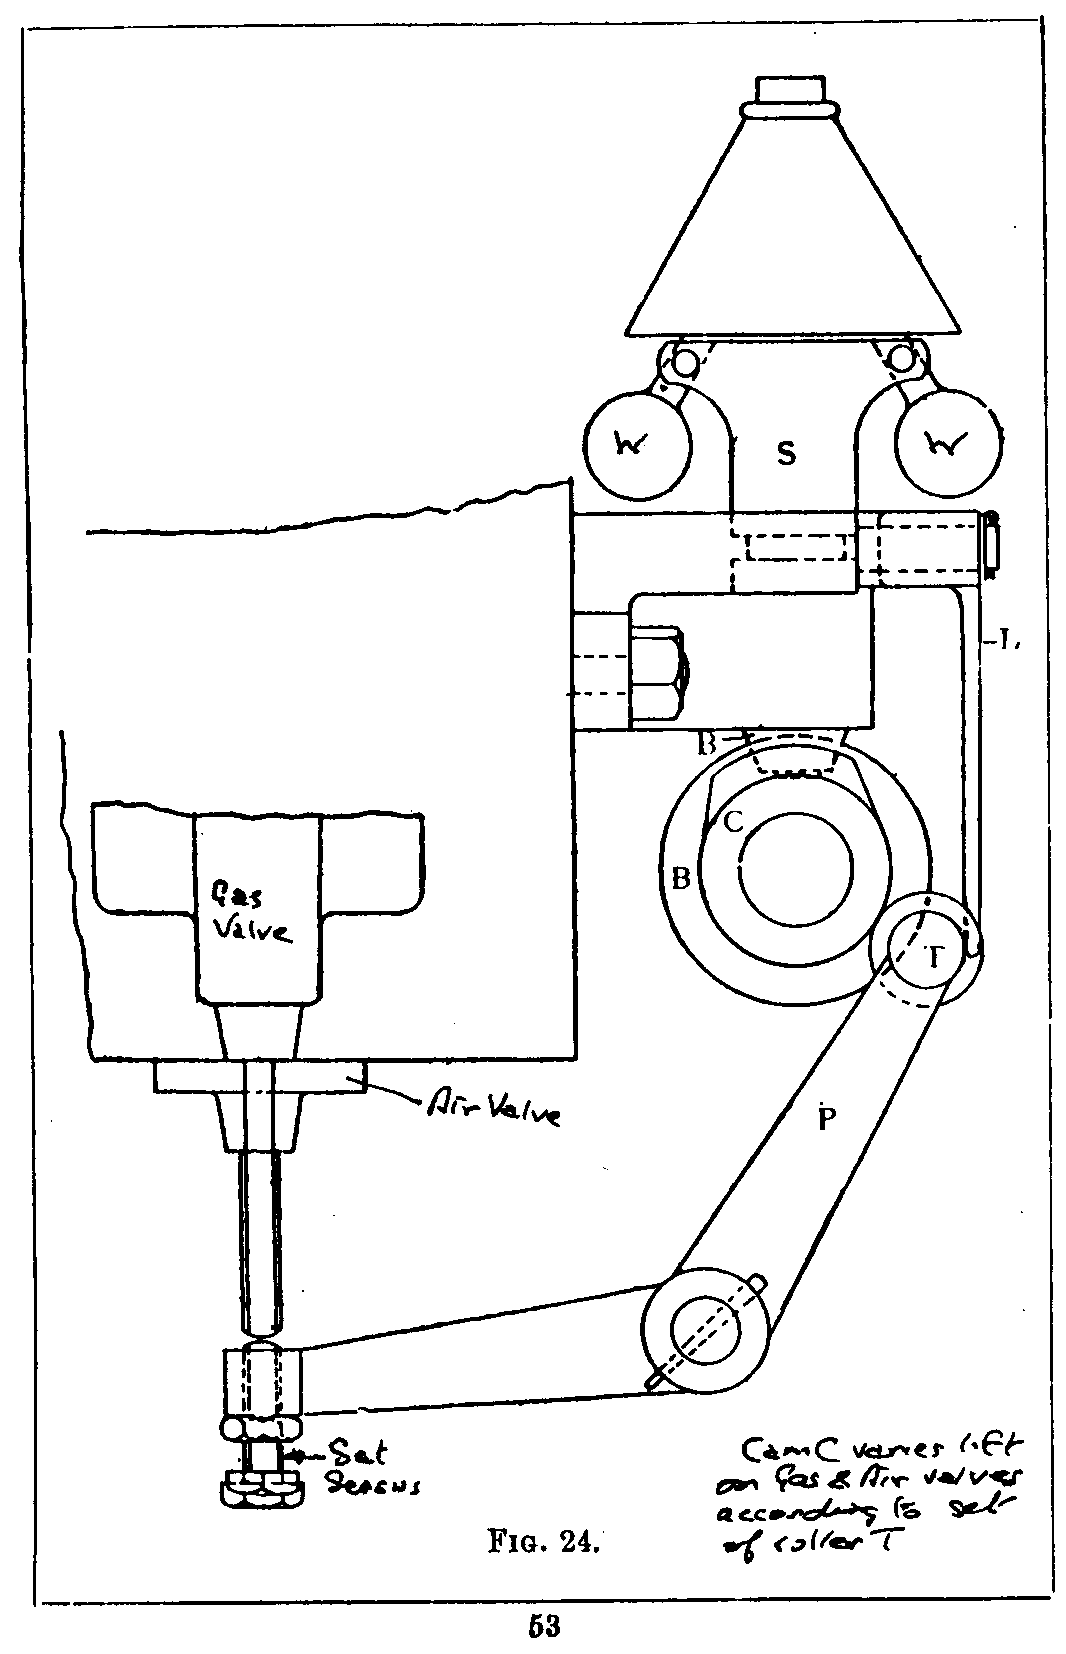 W
W
S
L
B
C
B
T
Gas
Valve
Air Valve
P
Set
Screws
Cam C varies lift
on Gas & Air valves
according to set
of roller T
FIG. 24.
53